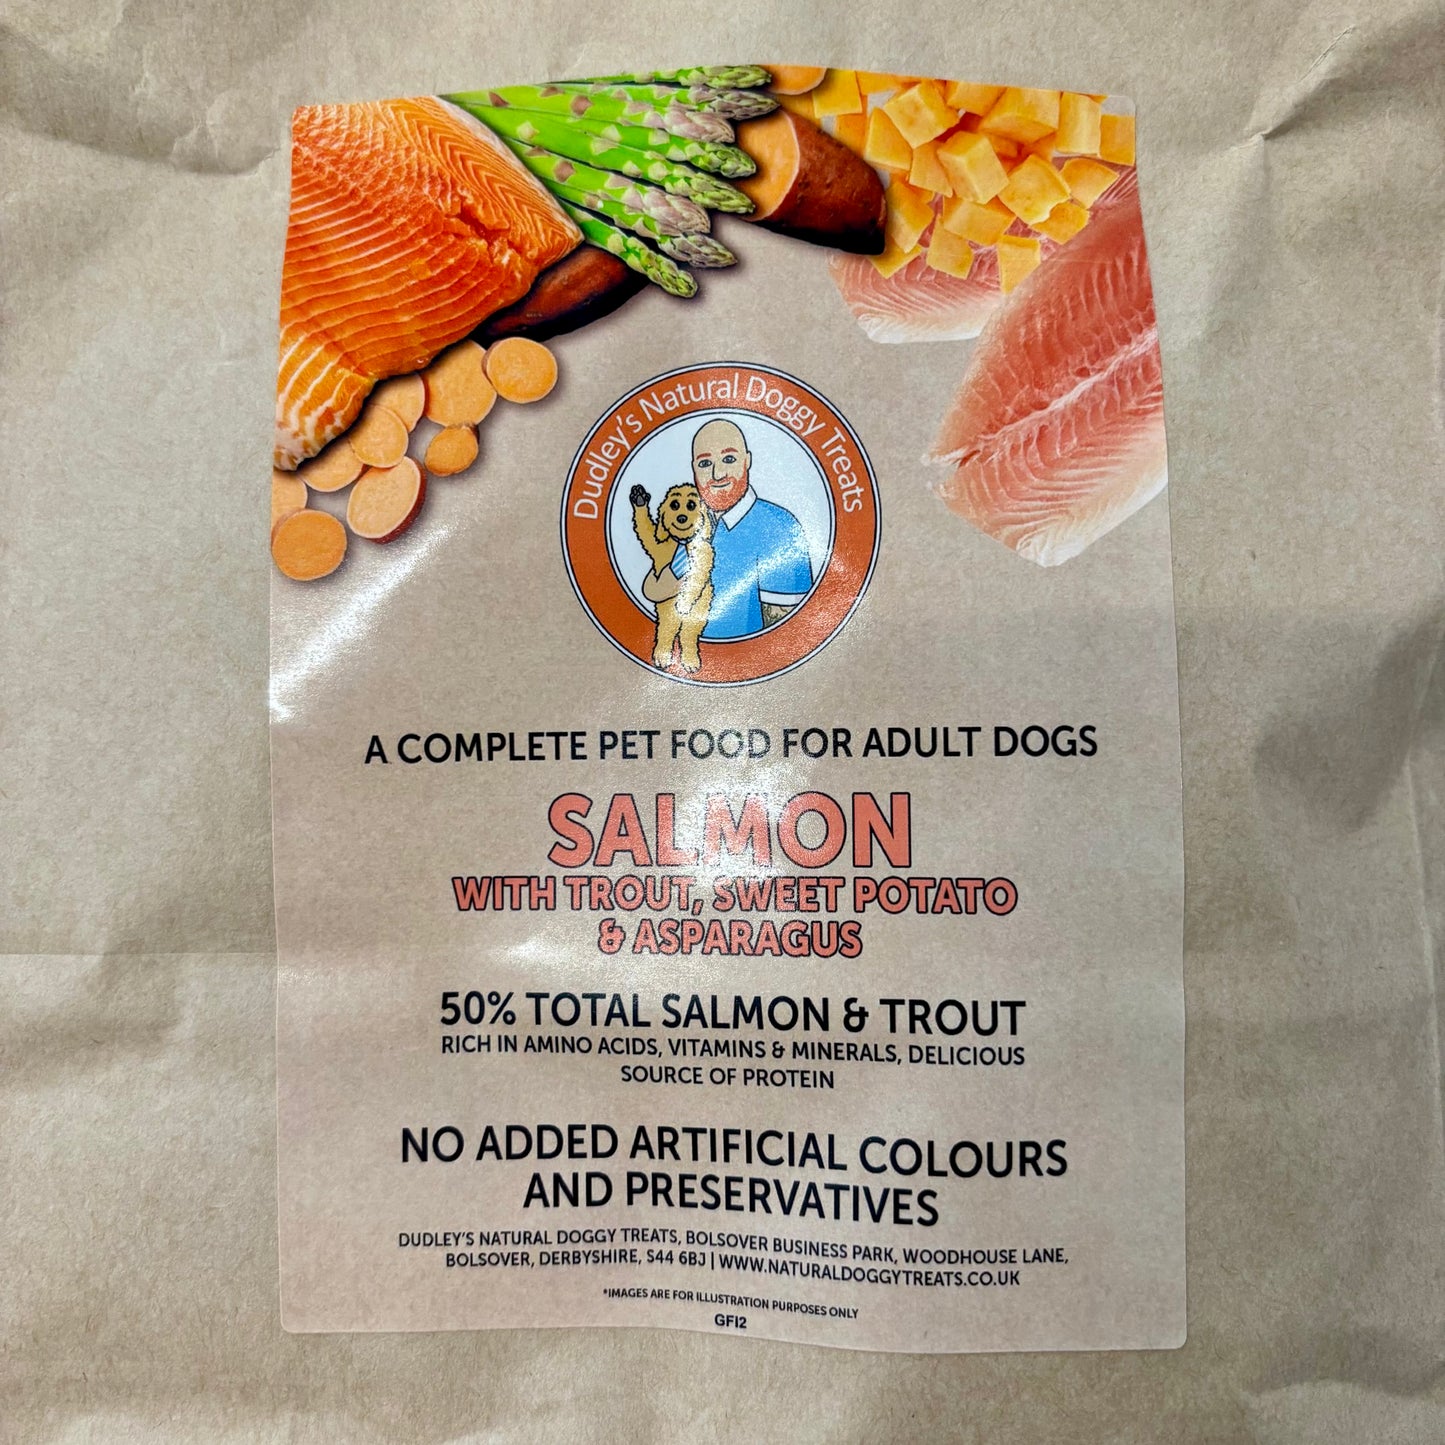 Dudley's Natural Doggy Treats
A COMPLETE PET FOOD FOR ADULT DOGS
SALMON
WITH TROUT, SWEET POTATO
& ASPARAGUS
50% TOTAL SALMON & TROUT
RICH IN AMINO ACIDS, VITAMINS & MINERALS, DELICIOUS
SOURCE OF PROTEIN
NO ADDED ARTIFICIAL COLOURS
AND PRESERVATIVES
DUDLEY'S NATURAL DOGGY TREATS, BOLSOVER BUSINESS PARK, WOODHOUSE LANE,
BOLSOVER, DERBYSHIRE, S44 6BJ | WWW.NATURALDOGGYTREATS.CO.UK
*IMAGES ARE FOR ILLUSTRATION PURPOSES ONLY
GFI2